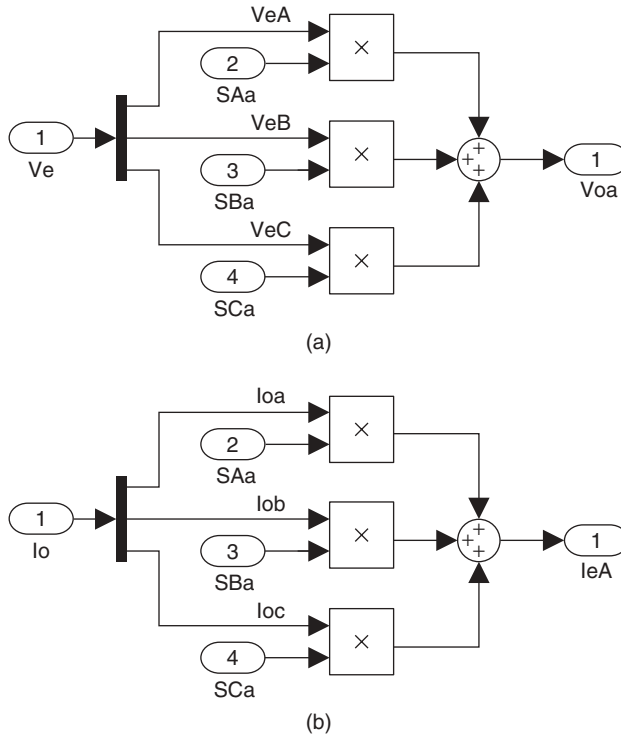 VeA
2
SAa
1
Ve
VeB
3
SBa
VeC
4
SCa
×
×
×
+
+
+
1
Voa
(a)
Ioa
2
SAa
1
Io
Iob
3
SBa
Ioc
4
SCa
×
×
×
+
+
+
1
IeA
(b)